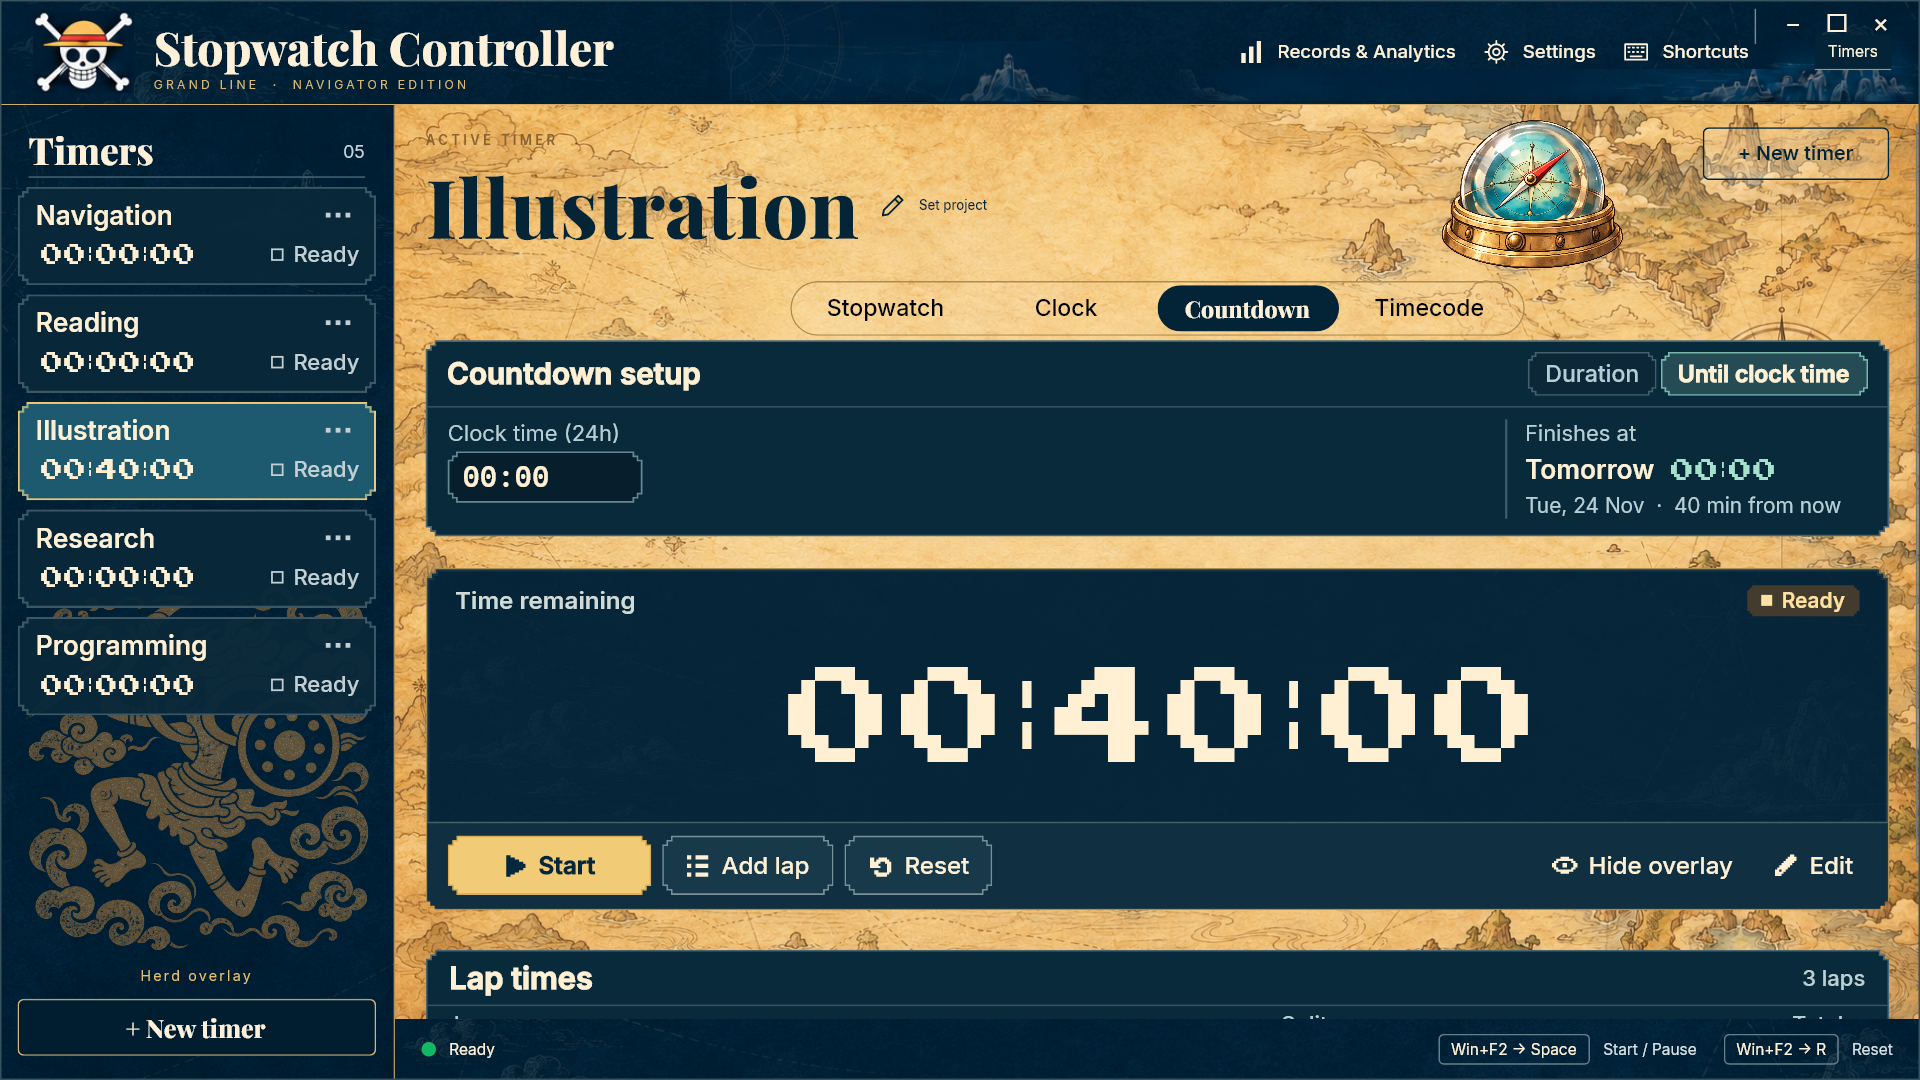 Stopwatch Controller
GRAND LINE · NAVIGATOR EDITION
Records & Analytics
Settings
Shortcuts
Timers
Timers
05
Navigation
00:00:00
Ready
Reading
00:00:00
Ready
Illustration
00:40:00
Ready
Research
00:00:00
Ready
Programming
00:00:00
Ready
Herd overlay
+ New timer
ACTIVE TIMER
Illustration
Set project
+ New timer
Stopwatch
Clock
Countdown
Timecode
Countdown setup
Duration
Until clock time
Clock time (24h)
00:00
Finishes at
Tomorrow 00:00
Tue, 24 Nov · 40 min from now
Time remaining
Ready
00:40:00
Start
Add lap
Reset
Hide overlay
Edit
Lap times
3 laps
Ready
Win+F2 → Space
Start / Pause
Win+F2 → R
Reset